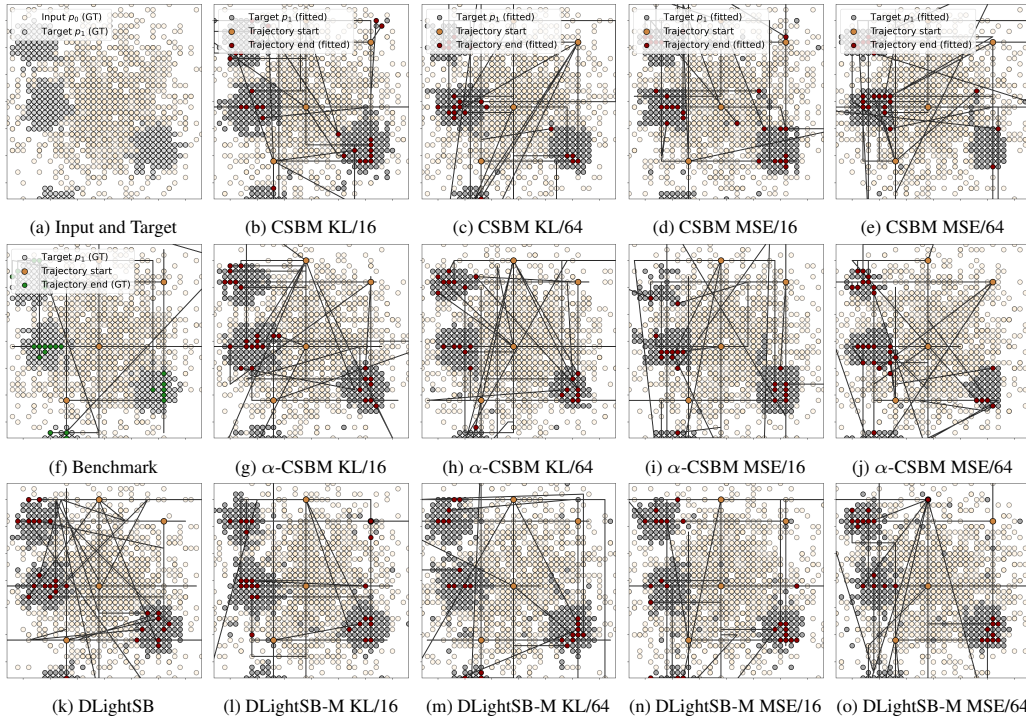 Input p₀ (GT)
Target p₁ (GT)
Target p₁ (fitted)
Trajectory start
Trajectory end (fitted)
Target p₁ (fitted)
Trajectory start
Trajectory end (fitted)
Target p₁ (fitted)
Trajectory start
Trajectory end (fitted)
Target p₁ (fitted)
Trajectory start
Trajectory end (fitted)
(a) Input and Target
(b) CSBM KL/16
(c) CSBM KL/64
(d) CSBM MSE/16
(e) CSBM MSE/64
Target p₁ (GT)
Trajectory start
Trajectory end (GT)
(f) Benchmark
(g) α-CSBM KL/16
(h) α-CSBM KL/64
(i) α-CSBM MSE/16
(j) α-CSBM MSE/64
(k) DLightSB
(l) DLightSB-M KL/16
(m) DLightSB-M KL/64
(n) DLightSB-M MSE/16
(o) DLightSB-M MSE/64